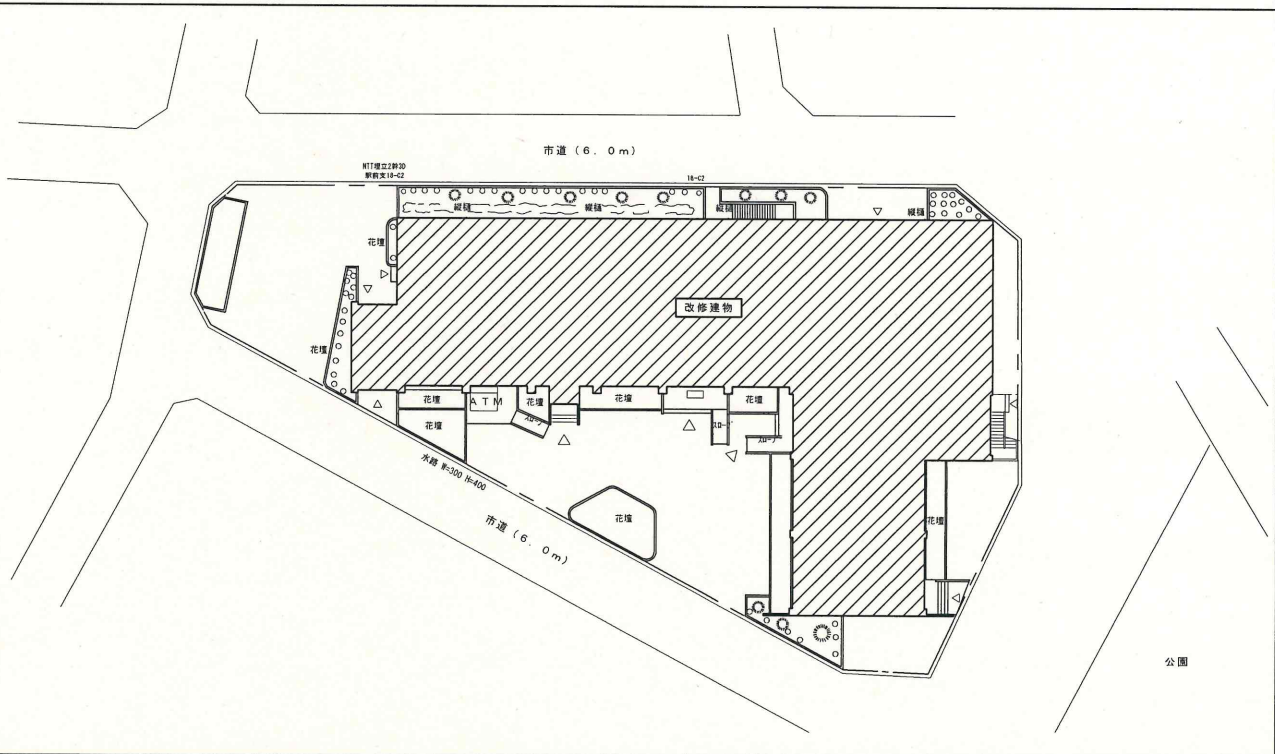 市道（6．0ｍ）
NTT埋立2幹30
駅前支18-C2
18-C2
縦樋
縦樋
縦樋
縦樋
花壇
改修建物
花壇
花壇
ATM
花壇
花壇
花壇
花壇
スロープ
スロープ
スロープ
水路 W=300 H=400
花壇
花壇
市道（6．0ｍ）
公園